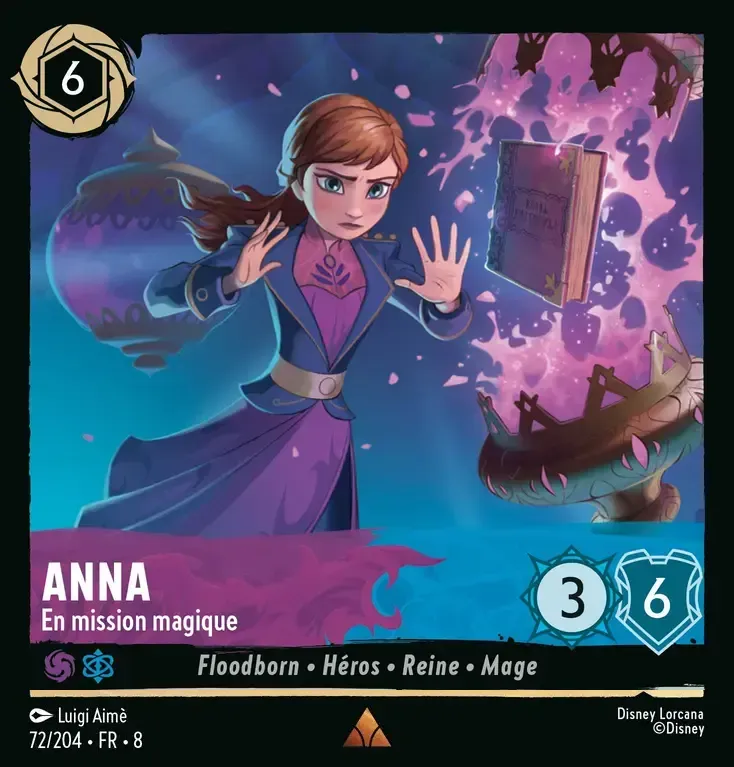 6
ANNA
En mission magique
3
6
Floodborn • Héros • Reine • Mage
Luigi Aimè
72/204 • FR • 8
Disney Lorcana
©Disney